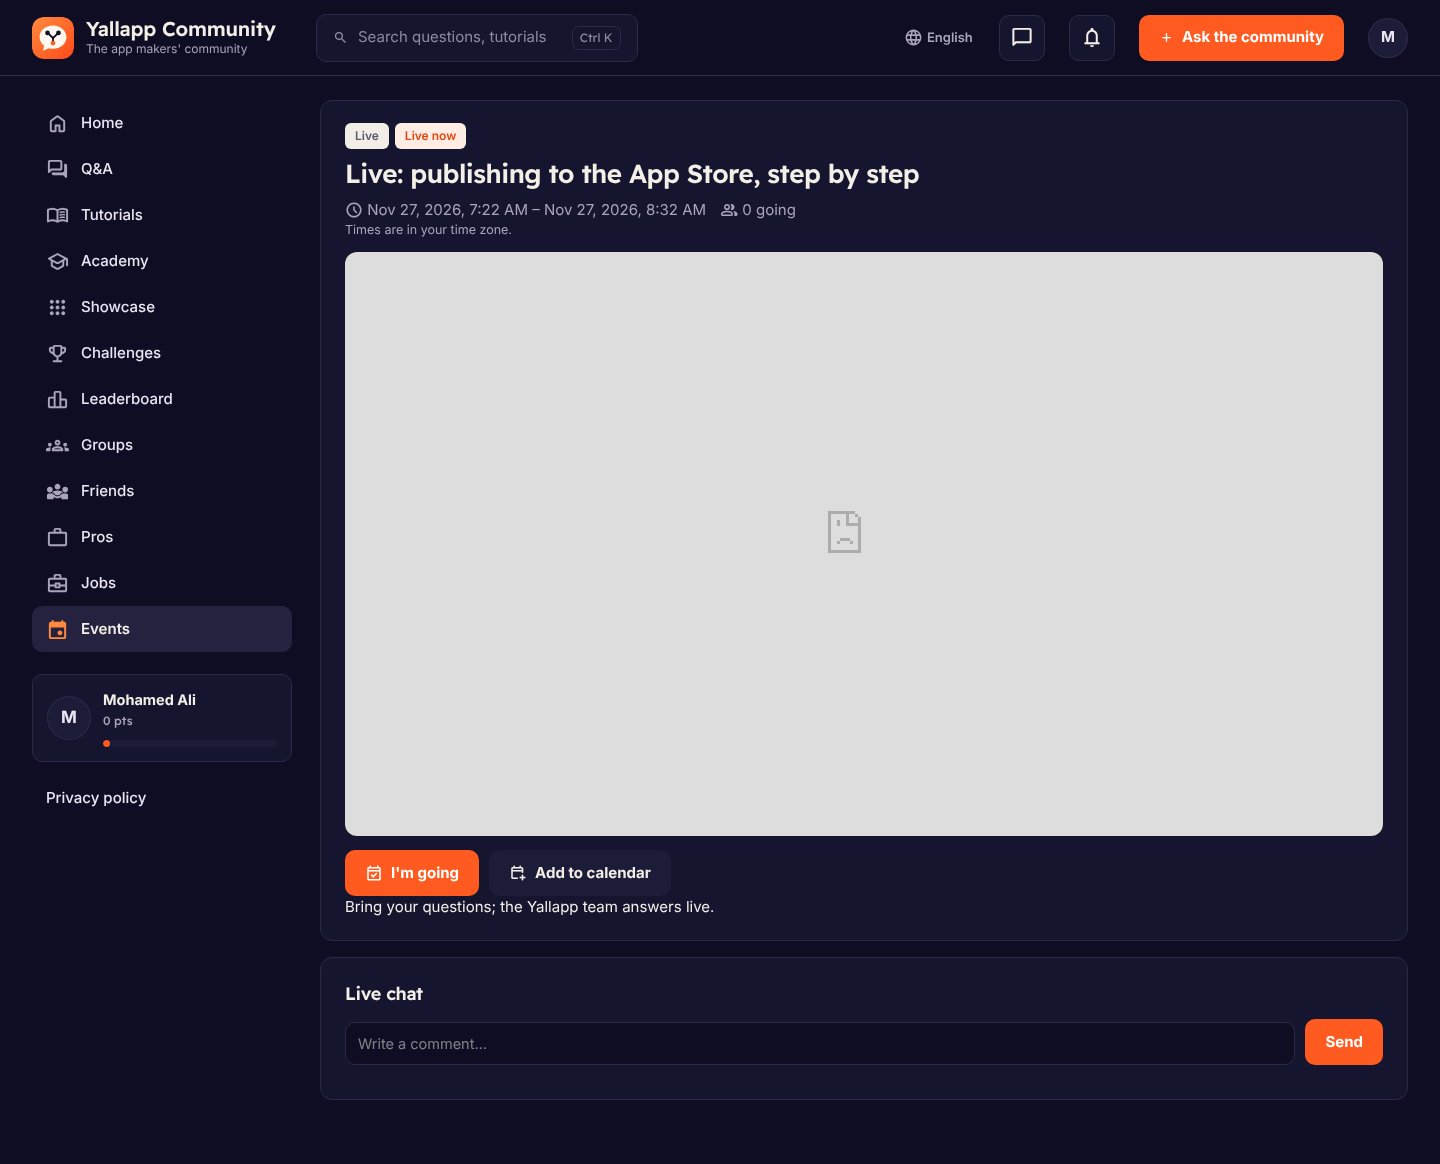 Yallapp Community
The app makers' community
Search questions, tutorials
Ctrl K
English
+ Ask the community
M
Home
Q&A
Tutorials
Academy
Showcase
Challenges
Leaderboard
Groups
Friends
Pros
Jobs
Events
M
Mohamed Ali
0 pts
Privacy policy
Live
Live now
Live: publishing to the App Store, step by step
Nov 27, 2026, 7:22 AM – Nov 27, 2026, 8:32 AM
0 going
Times are in your time zone.
I'm going
Add to calendar
Bring your questions; the Yallapp team answers live.
Live chat
Write a comment...
Send